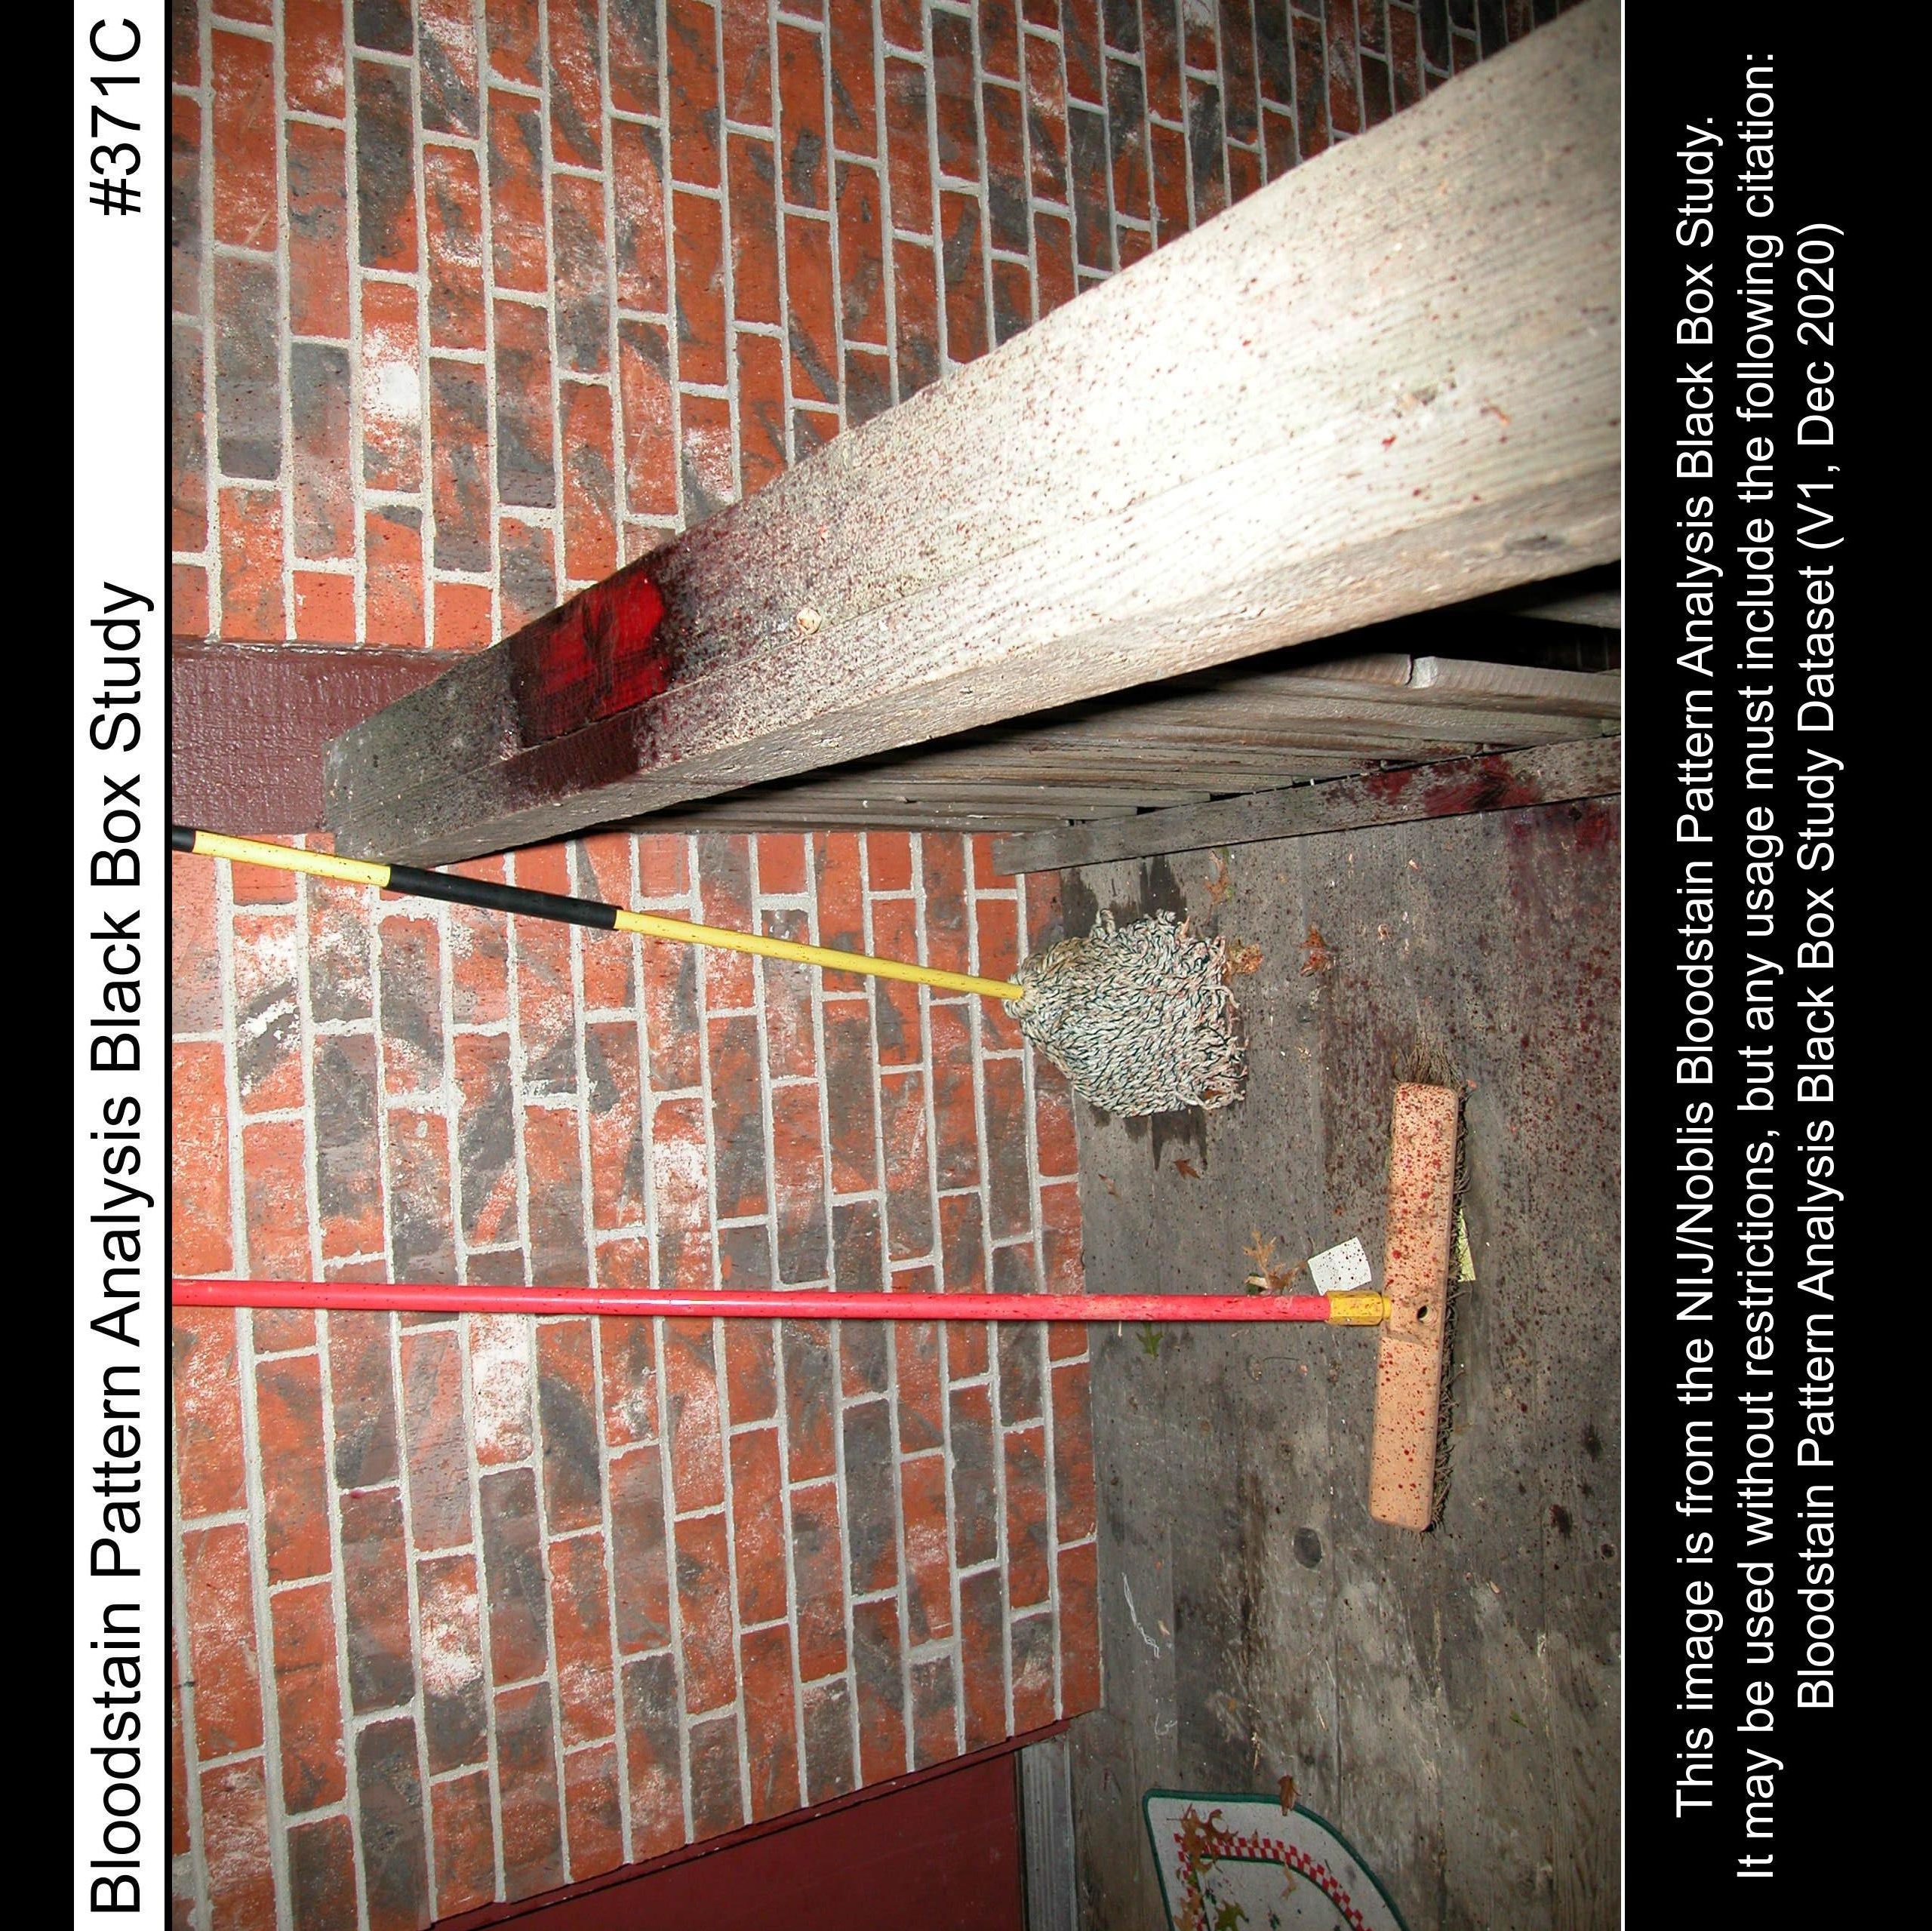 Bloodstain Pattern Analysis Black Box Study #371C
This image is from the NIJ/Noblis Bloodstain Pattern Analysis Black Box Study.
It may be used without restrictions, but any usage must include the following citation:
Bloodstain Pattern Analysis Black Box Study Dataset (V1, Dec 2020)